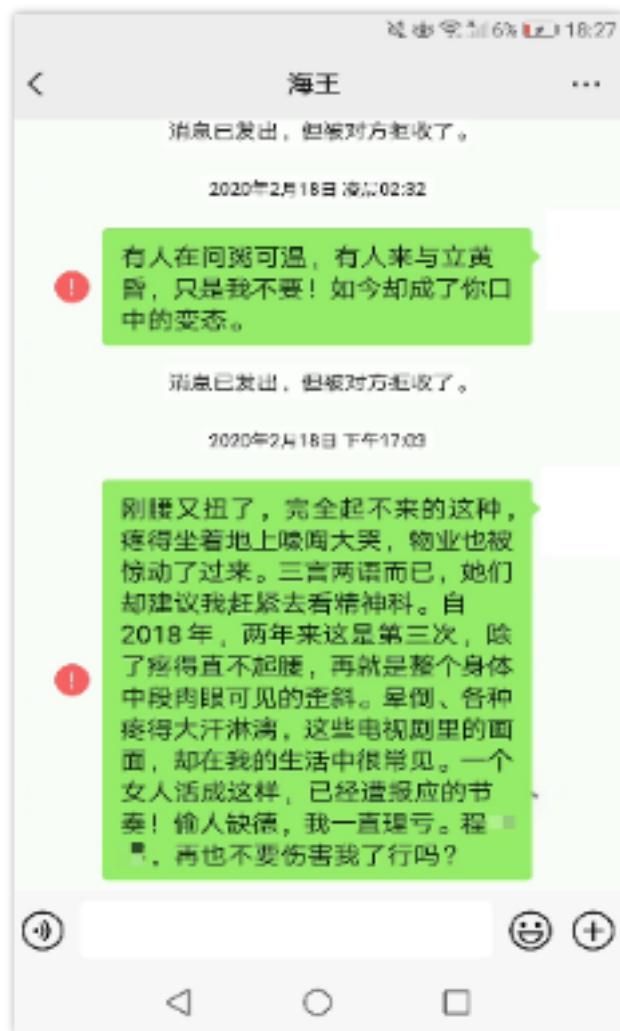 6% 18:27
海王
消息已发出，但被对方拒收了。
2020年2月18日 凌晨02:32
有人在问粥可温，有人来与立黄
昏，只是我不要！如今却成了你口
中的变态。
消息已发出，但被对方拒收了。
2020年2月18日 下午17:03
刚腰又扭了，完全起不来的这种，
疼得坐着地上嚎啕大哭，物业也被
惊动了过来。三言两语而已，她们
却建议我赶紧去看精神科。自
2018年，两年来这是第三次，除
了疼得直不起腰，再就是整个身体
中段肉眼可见的歪斜。晕倒、各种
疼得大汗淋漓，这些电视剧里的画
面，却在我的生活中很常见。一个
女人活成这样，已经遭报应的节
奏！偷人缺德，我一直理亏。程
，再也不要伤害我了行吗？